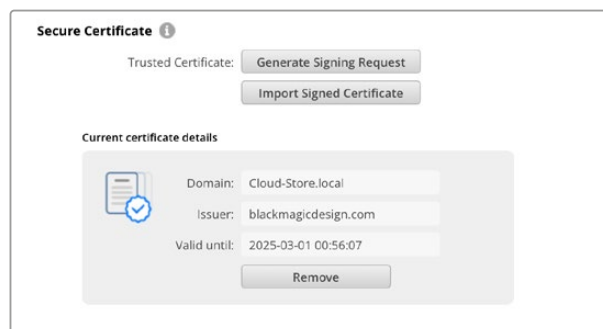 Secure Certificate
Trusted Certificate: Generate Signing Request
Import Signed Certificate
Current certificate details
Domain: Cloud-Store.local
Issuer: blackmagicdesign.com
Valid until: 2025-03-01 00:56:07
Remove